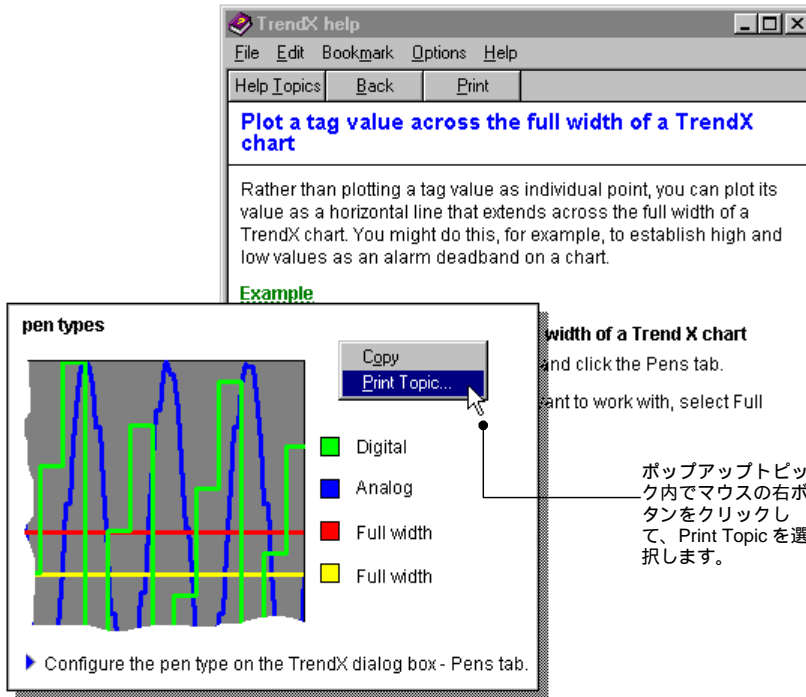 TrendX help
File Edit Bookmark Options Help
Help Topics Back Print
Plot a tag value across the full width of a TrendX
chart
Rather than plotting a tag value as individual point, you can plot its
value as a horizontal line that extends across the full width of a
TrendX chart. You might do this, for example, to establish high and
low values as an alarm deadband on a chart.
Example
width of a Trend X chart
and click the Pens tab.
want to work with, select Full
pen types
Copy
Print Topic...
Digital
Analog
Full width
Full width
Configure the pen type on the TrendX dialog box - Pens tab.
ポップアップトピッ
ク内でマウスの右ボ
タンをクリックし
て、Print Topic を選
択します。